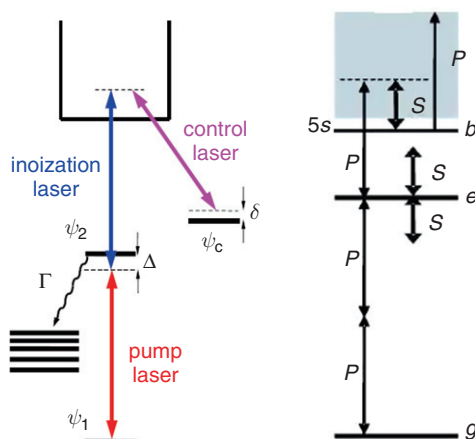 inoization
laser
control
laser
δ
ψc
ψ2
Δ
Γ
pump
laser
ψ1
P
S
5s
b
P
S
e
S
P
P
g